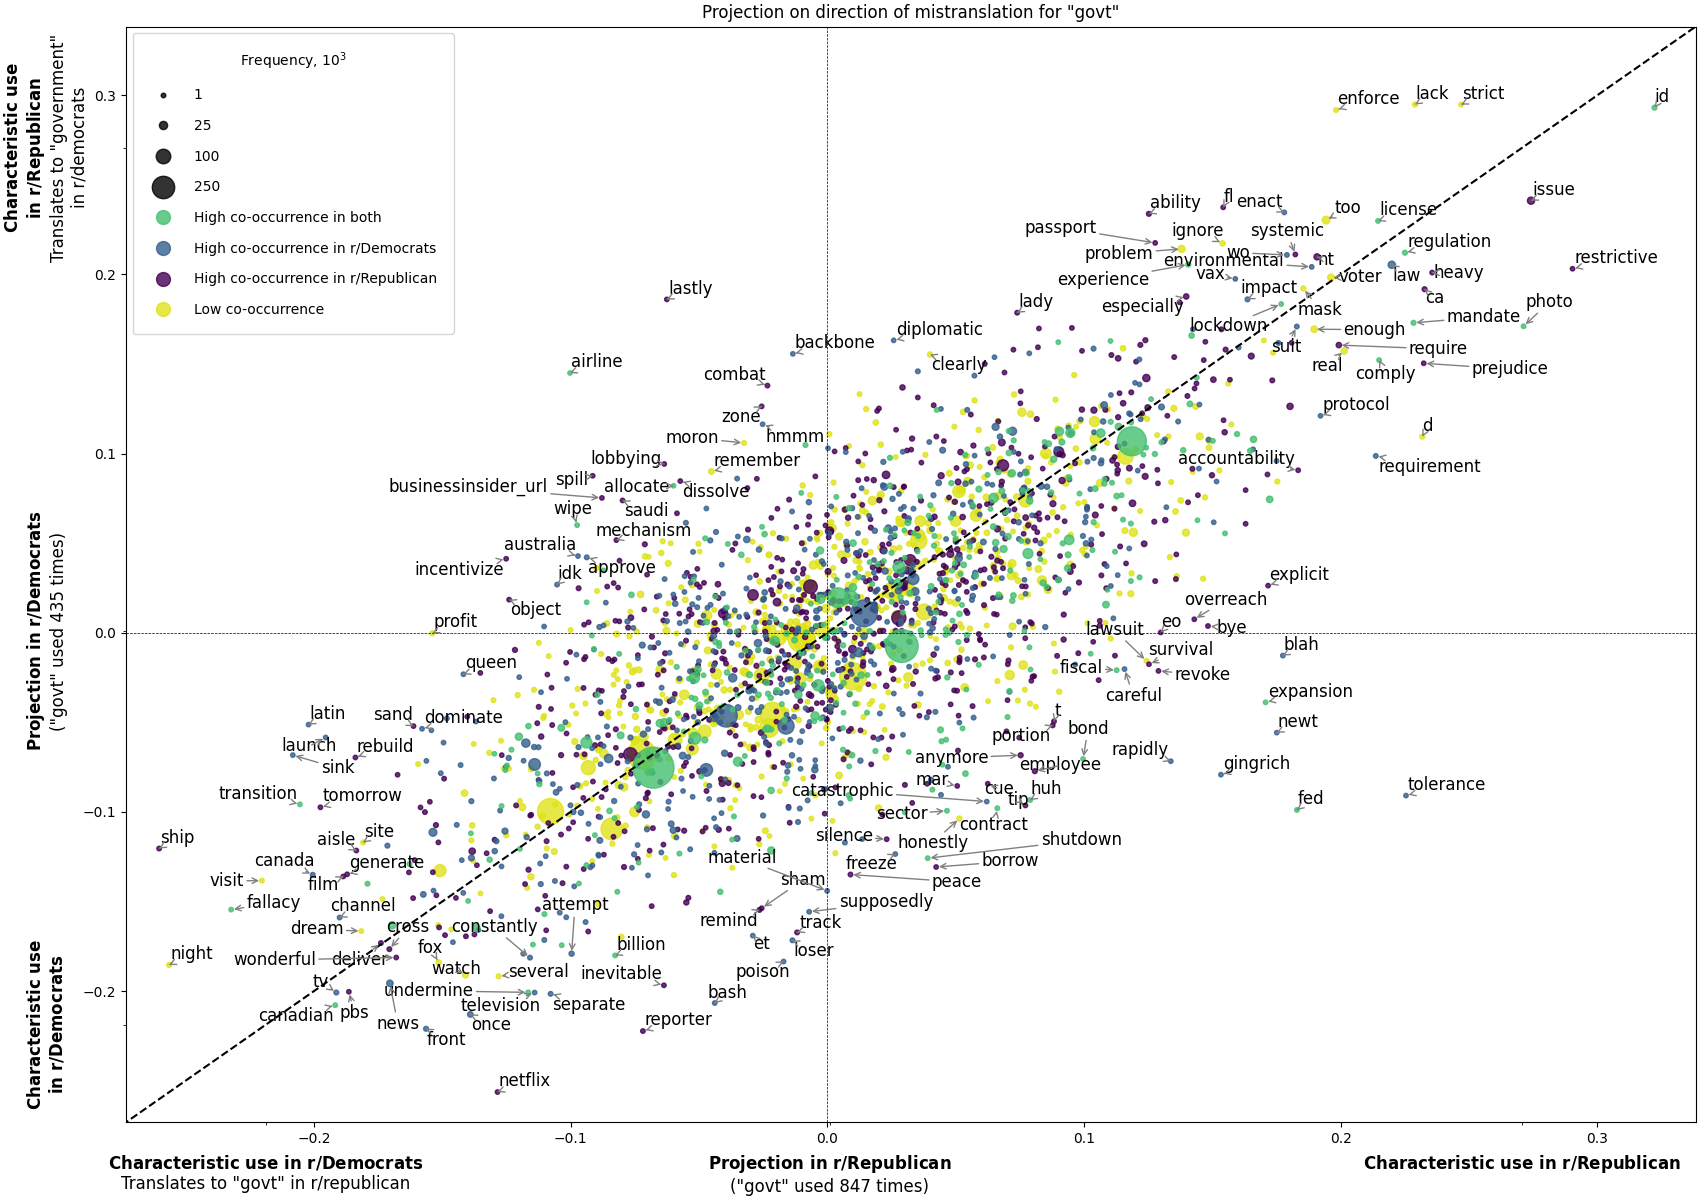 Projection on direction of mistranslation for "govt"
Characteristic use
in r/Republican
Translates to "government"
in r/democrats
Projection in r/Democrats
("govt" used 435 times)
Characteristic use
in r/Democrats
0.3
0.2
0.1
0.0
−0.1
−0.2
Frequency, 10³
1
25
100
250
High co-occurrence in both
High co-occurrence in r/Democrats
High co-occurrence in r/Republican
Low co-occurrence
enforce
lack
strict
id
issue
ability
fl
enact
too
license
passport
ignore
systemic
problem
wo
environmental
nt
regulation
experience
vax
voter
law
heavy
restrictive
lastly
lady
especially
impact
ca
lockdown
mask
mandate
photo
backbone
diplomatic
enough
clearly
suit
require
airline
combat
real
comply
prejudice
zone
hmmm
protocol
d
moron
remember
lobbying
accountability
requirement
spill
businessinsider_url
allocate
dissolve
wipe
saudi
mechanism
australia
incentivize
idk
approve
explicit
object
overreach
profit
lawsuit
eo
bye
survival
blah
queen
fiscal
revoke
careful
expansion
latin
sand
dominate
t
newt
launch
rebuild
portion
bond
sink
anymore
employee
rapidly
gingrich
transition
tomorrow
mar
catastrophic
cue
huh
tip
tolerance
fed
sector
contract
ship
aisle
site
silence
honestly
shutdown
canada
generate
material
freeze
borrow
visit
film
sham
peace
fallacy
channel
attempt
supposedly
dream
cross
constantly
remind
track
night
wonderful
deliver
fox
billion
et
loser
watch
several
inevitable
poison
tv
undermine
television
separate
bash
canadian
pbs
news
once
reporter
front
netflix
−0.2
−0.1
0.0
0.1
0.2
0.3
Characteristic use in r/Democrats
Translates to "govt" in r/republican
Projection in r/Republican
("govt" used 847 times)
Characteristic use in r/Republican